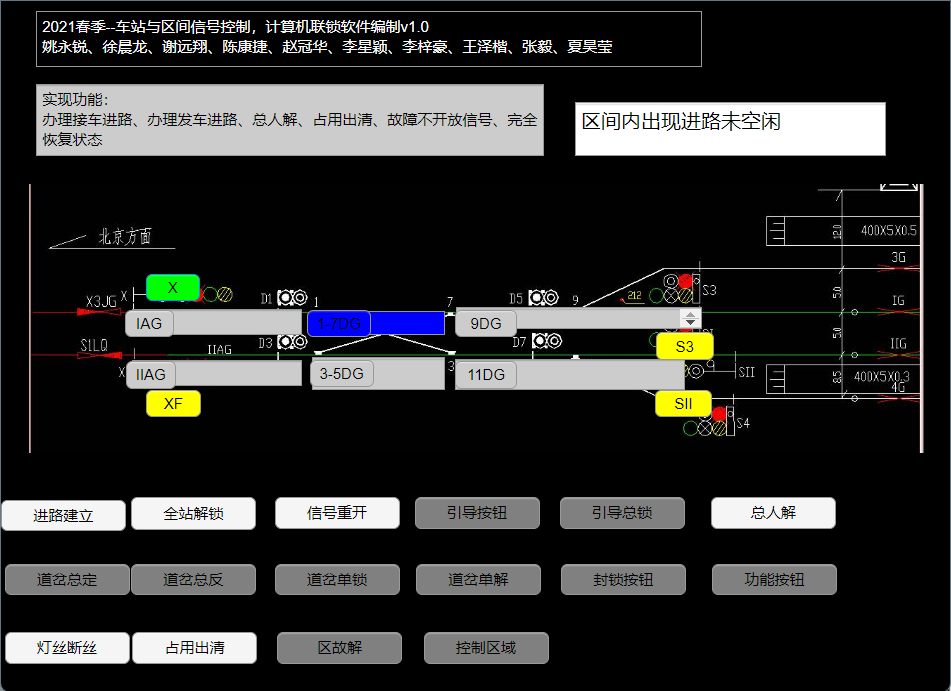 2021春季--车站与区间信号控制，计算机联锁软件编制v1.0
姚永锐、徐晨龙、谢远翔、陈康捷、赵冠华、李星颖、李梓豪、王泽楷、张毅、夏昊莹
实现功能：
办理接车进路、办理发车进路、总人解、占用出清、故障不开放信号、完全
恢复状态
区间内出现进路未空闲
北京方面
12.0
400X5X0.5
3G
X3JG
X
X
D1
1
7
D5
9
212
S3
5.0
IG
IAG
1-7DG
9DG
S1LQ
IIAG
D3
D7
S3
5.0
IIG
X
IIAG
3-5DG
3
11DG
SII
8.5
400X5X0.3
4G
XF
SII
S4
进路建立
全站解锁
信号重开
引导按钮
引导总锁
总人解
道岔总定
道岔总反
道岔单锁
道岔单解
封锁按钮
功能按钮
灯丝断丝
占用出清
区故解
控制区域